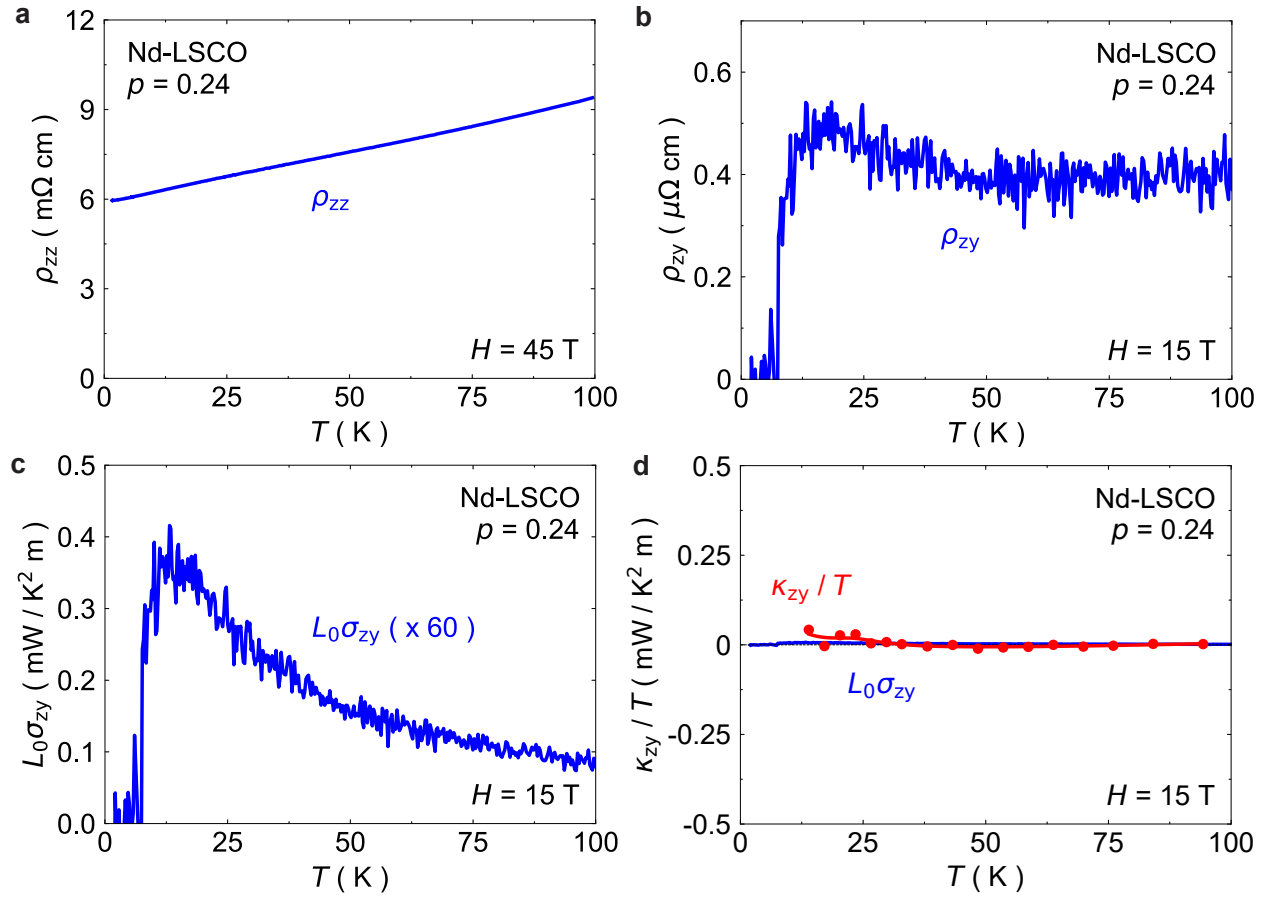 a
Nd-LSCO
p = 0.24
ρzz
H = 45 T
ρzz ( mΩ cm )
12
9
6
3
0
0 25 50 75 100
T ( K )
b
Nd-LSCO
p = 0.24
ρzy
H = 15 T
ρzy ( μΩ cm )
0.6
0.4
0.2
0
0 25 50 75 100
T ( K )
c
Nd-LSCO
p = 0.24
L0σzy ( x 60 )
H = 15 T
L0σzy ( mW / K² m )
0.5
0.4
0.3
0.2
0.1
0.0
0 25 50 75 100
T ( K )
d
Nd-LSCO
p = 0.24
κzy / T
L0σzy
H = 15 T
κzy / T ( mW / K² m )
0.5
0.25
0
-0.25
-0.5
0 25 50 75 100
T ( K )